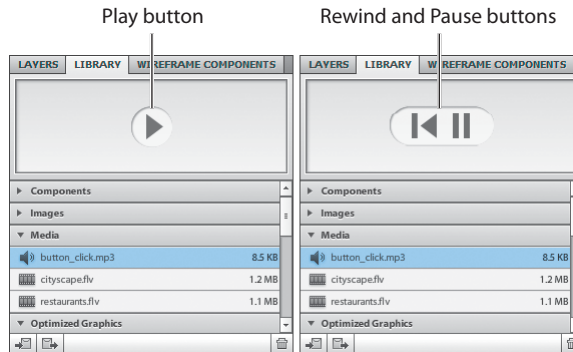 Play button
Rewind and Pause buttons
LAYERS LIBRARY WIREFRAME COMPONENTS
Components
Images
Media
button_click.mp3 8.5 KB
cityscape.flv 1.2 MB
restaurants.flv 1.1 MB
Optimized Graphics
LAYERS LIBRARY WIREFRAME COMPONENTS
Components
Images
Media
button_click.mp3 8.5 KB
cityscape.flv 1.2 MB
restaurants.flv 1.1 MB
Optimized Graphics